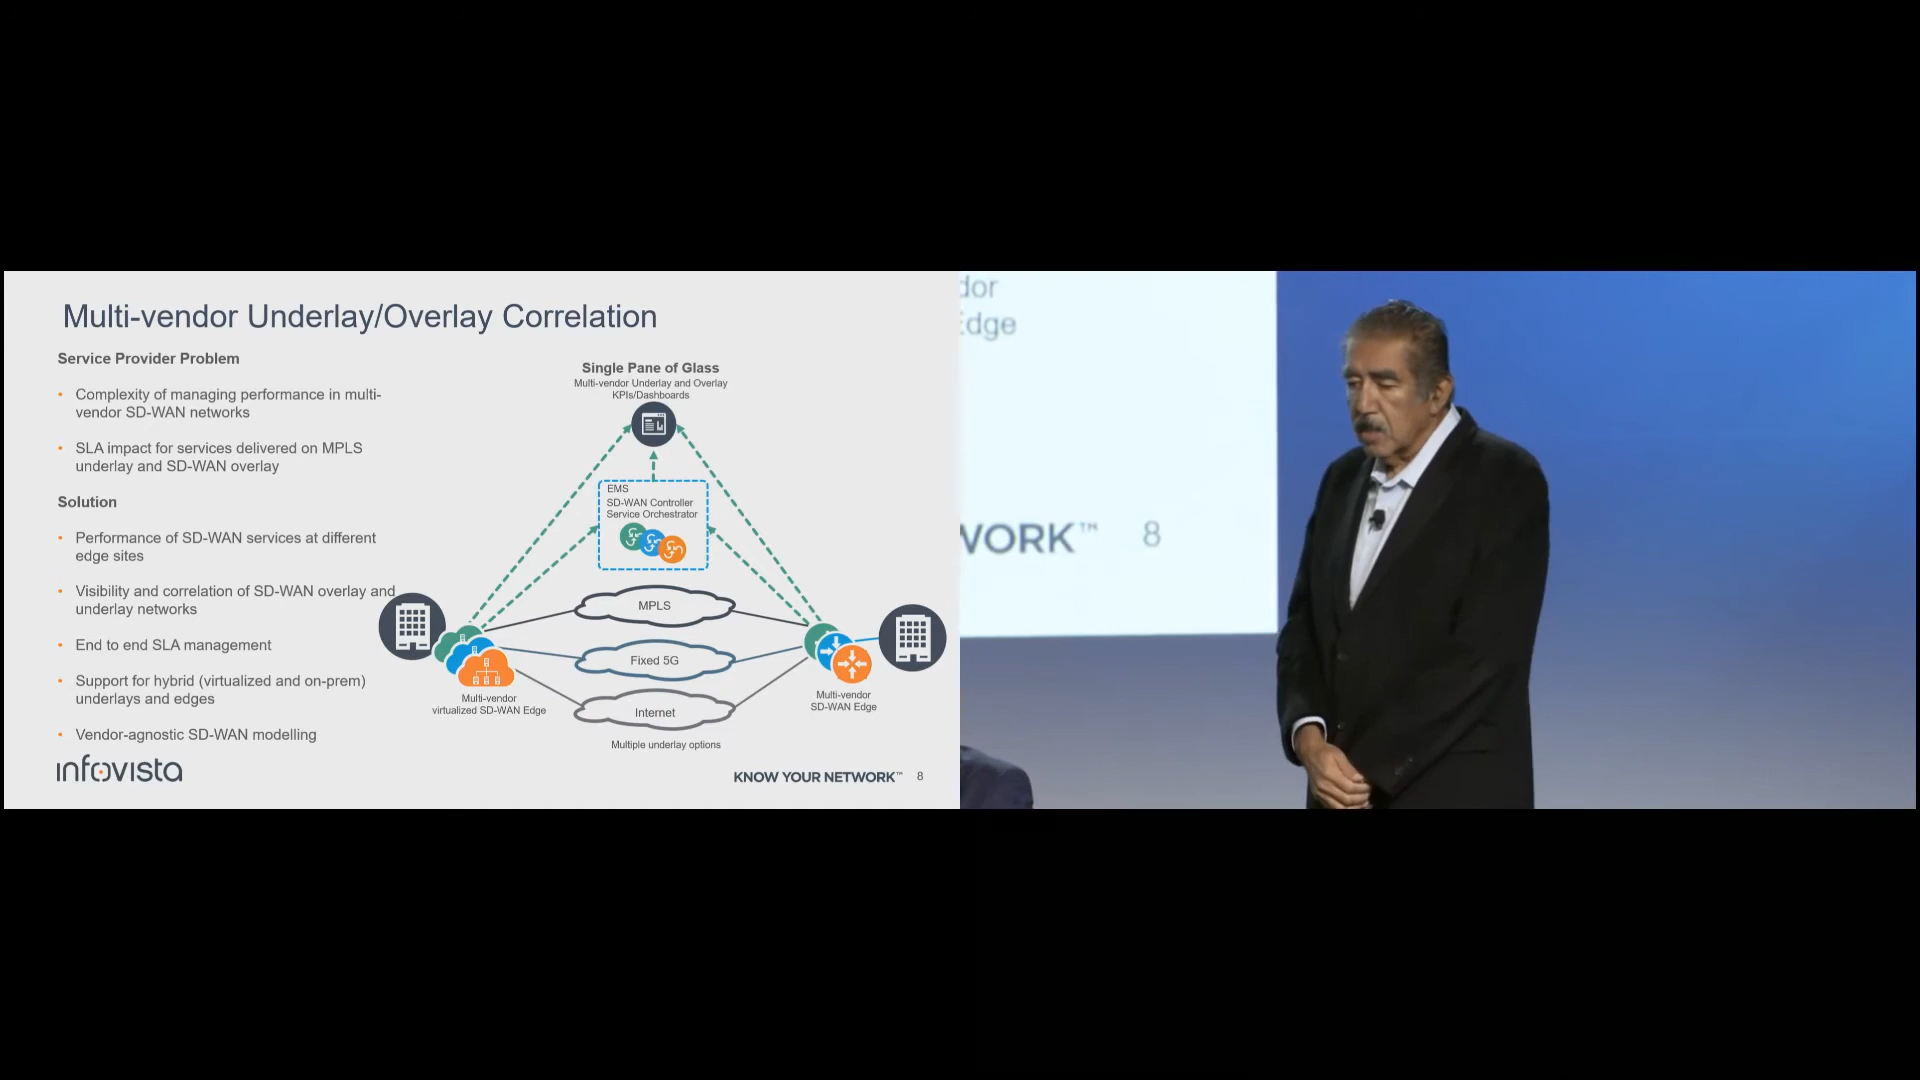 Multi-vendor Underlay/Overlay Correlation
Service Provider Problem
• Complexity of managing performance in multi-
vendor SD-WAN networks
• SLA impact for services delivered on MPLS
underlay and SD-WAN overlay
Solution
• Performance of SD-WAN services at different
edge sites
• Visibility and correlation of SD-WAN overlay and
underlay networks
• End to end SLA management
• Support for hybrid (virtualized and on-prem)
underlays and edges
• Vendor-agnostic SD-WAN modelling
Single Pane of Glass
Multi-vendor Underlay and Overlay
KPIs/Dashboards
EMS
SD-WAN Controller
Service Orchestrator
MPLS
Fixed 5G
Internet
Multi-vendor
virtualized SD-WAN Edge
Multi-vendor
SD-WAN Edge
Multiple underlay options
infovista
KNOW YOUR NETWORK™ 8
dor
Edge
WORK™ 8